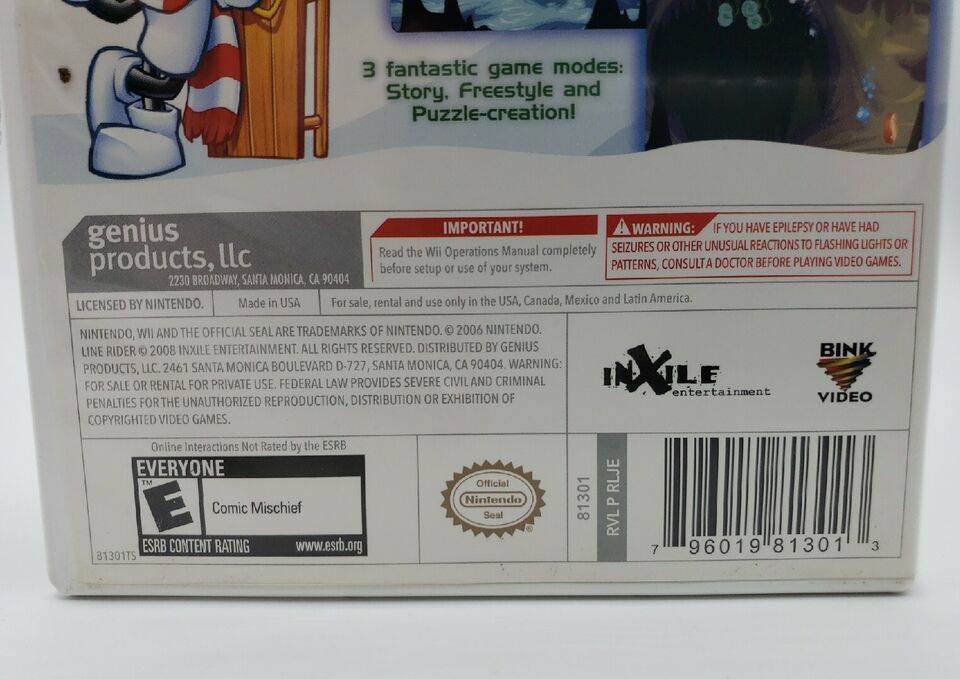 3 fantastic game modes:
Story, Freestyle and
Puzzle-creation!
genius
products, llc
2230 BROADWAY, SANTA MONICA, CA 90404
IMPORTANT!
Read the Wii Operations Manual completely
before setup or use of your system.
WARNING: IF YOU HAVE EPILEPSY OR HAVE HAD
SEIZURES OR OTHER UNUSUAL REACTIONS TO FLASHING LIGHTS OR
PATTERNS, CONSULT A DOCTOR BEFORE PLAYING VIDEO GAMES.
LICENSED BY NINTENDO.
Made in USA
For sale, rental and use only in the USA, Canada, Mexico and Latin America.
NINTENDO, WII AND THE OFFICIAL SEAL ARE TRADEMARKS OF NINTENDO. © 2006 NINTENDO.
LINE RIDER © 2008 INXILE ENTERTAINMENT. ALL RIGHTS RESERVED. DISTRIBUTED BY GENIUS
PRODUCTS, LLC. 2461 SANTA MONICA BOULEVARD D-727, SANTA MONICA, CA 90404. WARNING:
FOR SALE OR RENTAL FOR PRIVATE USE. FEDERAL LAW PROVIDES SEVERE CIVIL AND CRIMINAL
PENALTIES FOR THE UNAUTHORIZED REPRODUCTION, DISTRIBUTION OR EXHIBITION OF
COPYRIGHTED VIDEO GAMES.
INXILE
entertainment
BINK
VIDEO
Online Interactions Not Rated by the ESRB
EVERYONE
TM
E
Comic Mischief
ESRB CONTENT RATING www.esrb.org
81301TS
Official
Nintendo
Seal
®
81301
RVL P RLJE
7 96019 81301 3